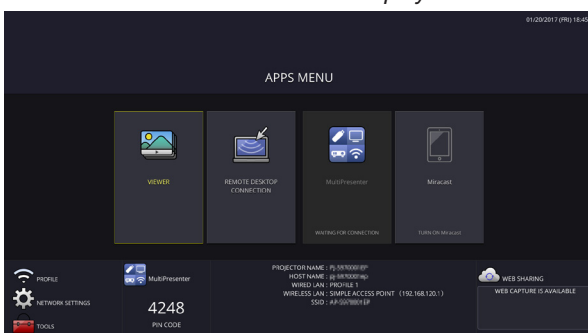 01/20/2017 (FRI) 18:45
APPS MENU
VIEWER
REMOTE DESKTOP
CONNECTION
MultiPresenter
WAITING FOR CONNECTION
Miracast
TURN ON Miracast
PROFILE
NETWORK SETTINGS
TOOLS
MultiPresenter
4248
PIN CODE
PROJECTOR NAME :
HOST NAME :
WIRED LAN : PROFILE 1
WIRELESS LAN : SIMPLE ACCESS POINT (192.168.120.1)
SSID :
WEB SHARING
WEB CAPTURE IS AVAILABLE